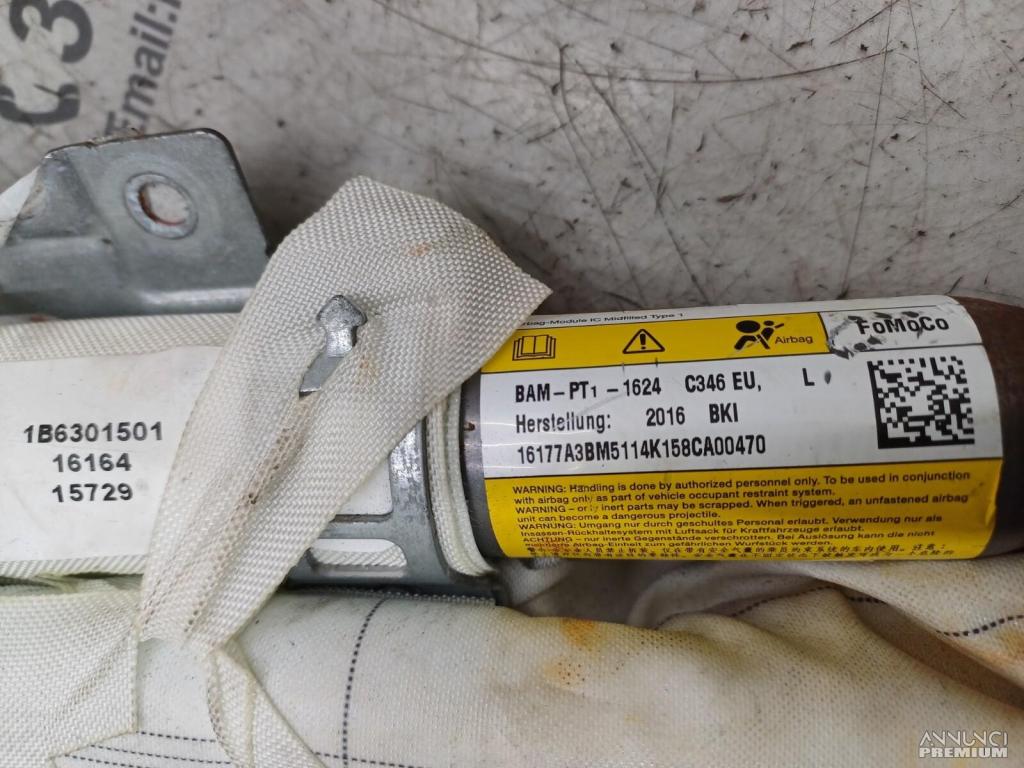 C3
Email:
1B6301501
16164
15729
rbag-Module IC Midfilled Type 1
Airbag
FoMoCo
BAM-PT1-1624 C346 EU, L
Herstellung: 2016 BKI
16177A3BM5114K158CA00470
WARNING: Handling is done by authorized personnel only. To be used in conjunction
with airbag only as part of vehicle occupant restraint system.
WARNING - only inert parts may be scrapped. When triggered, an unfastened airbag
unit can become a dangerous projectile.
WARNUNG: Umgang nur durch geschultes Personal erlaubt. Verwendung nur als
Insassen-Rückhaltesystem mit Luftsack für Kraftfahrzeuge erlaubt.
ACHTUNG - nur inerte Gegenstände verschrotten. Bei Auslösung kann die nicht
montierte Airbag-Einheit zum gefährlichen Wurfstück werden.
ANNUNCI
PREMIUM